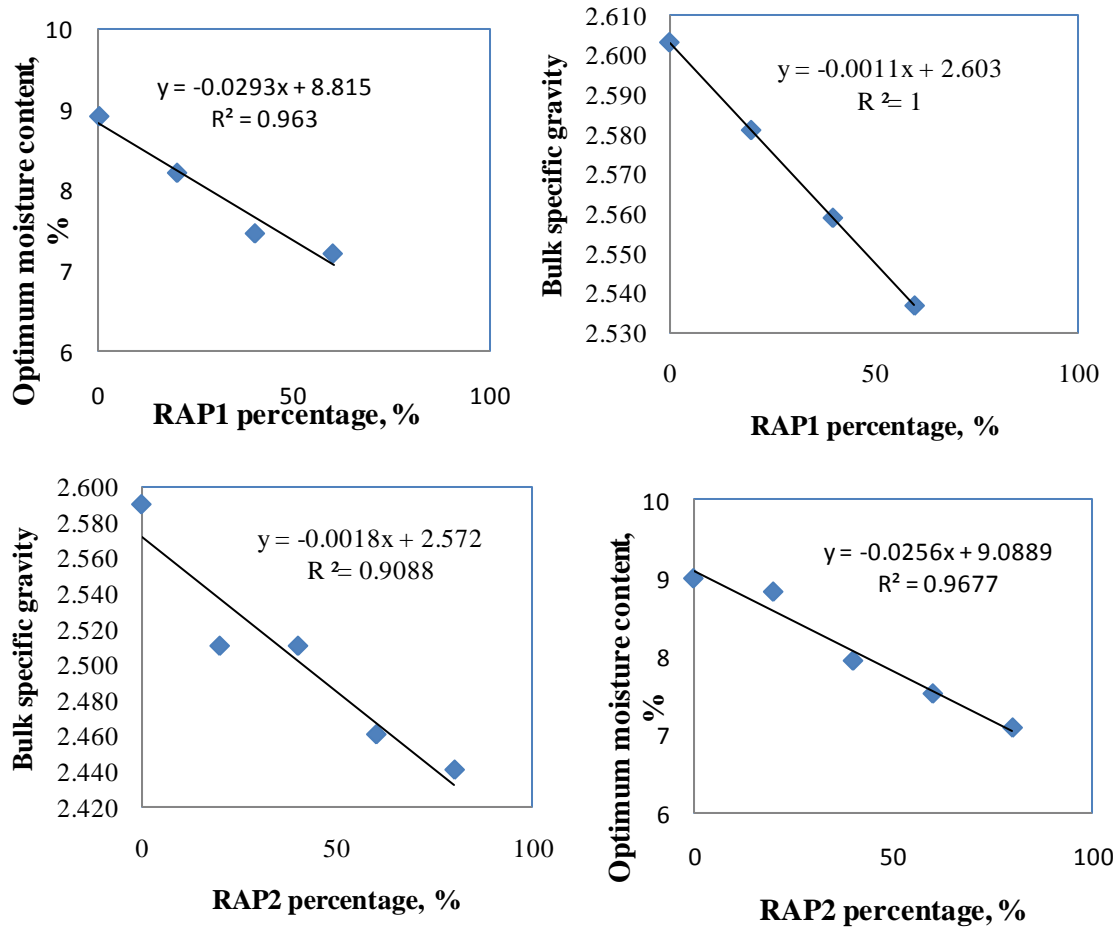 10
9
8
7
6
Optimum moisture content,
%
y = -0.0293x + 8.815
R² = 0.963
0
50
100
RAP1 percentage, %
2.610
2.600
2.590
2.580
2.570
2.560
2.550
2.540
2.530
Bulk specific gravity
y = -0.0011x + 2.603
R ²= 1
0
50
100
RAP1 percentage, %
2.600
2.580
2.560
2.540
2.520
2.500
2.480
2.460
2.440
2.420
Bulk specific gravity
y = -0.0018x + 2.572
R ²= 0.9088
0
50
100
RAP2 percentage, %
10
9
8
7
6
Optimum moisture content,
%
y = -0.0256x + 9.0889
R² = 0.9677
0
50
100
RAP2 percentage, %